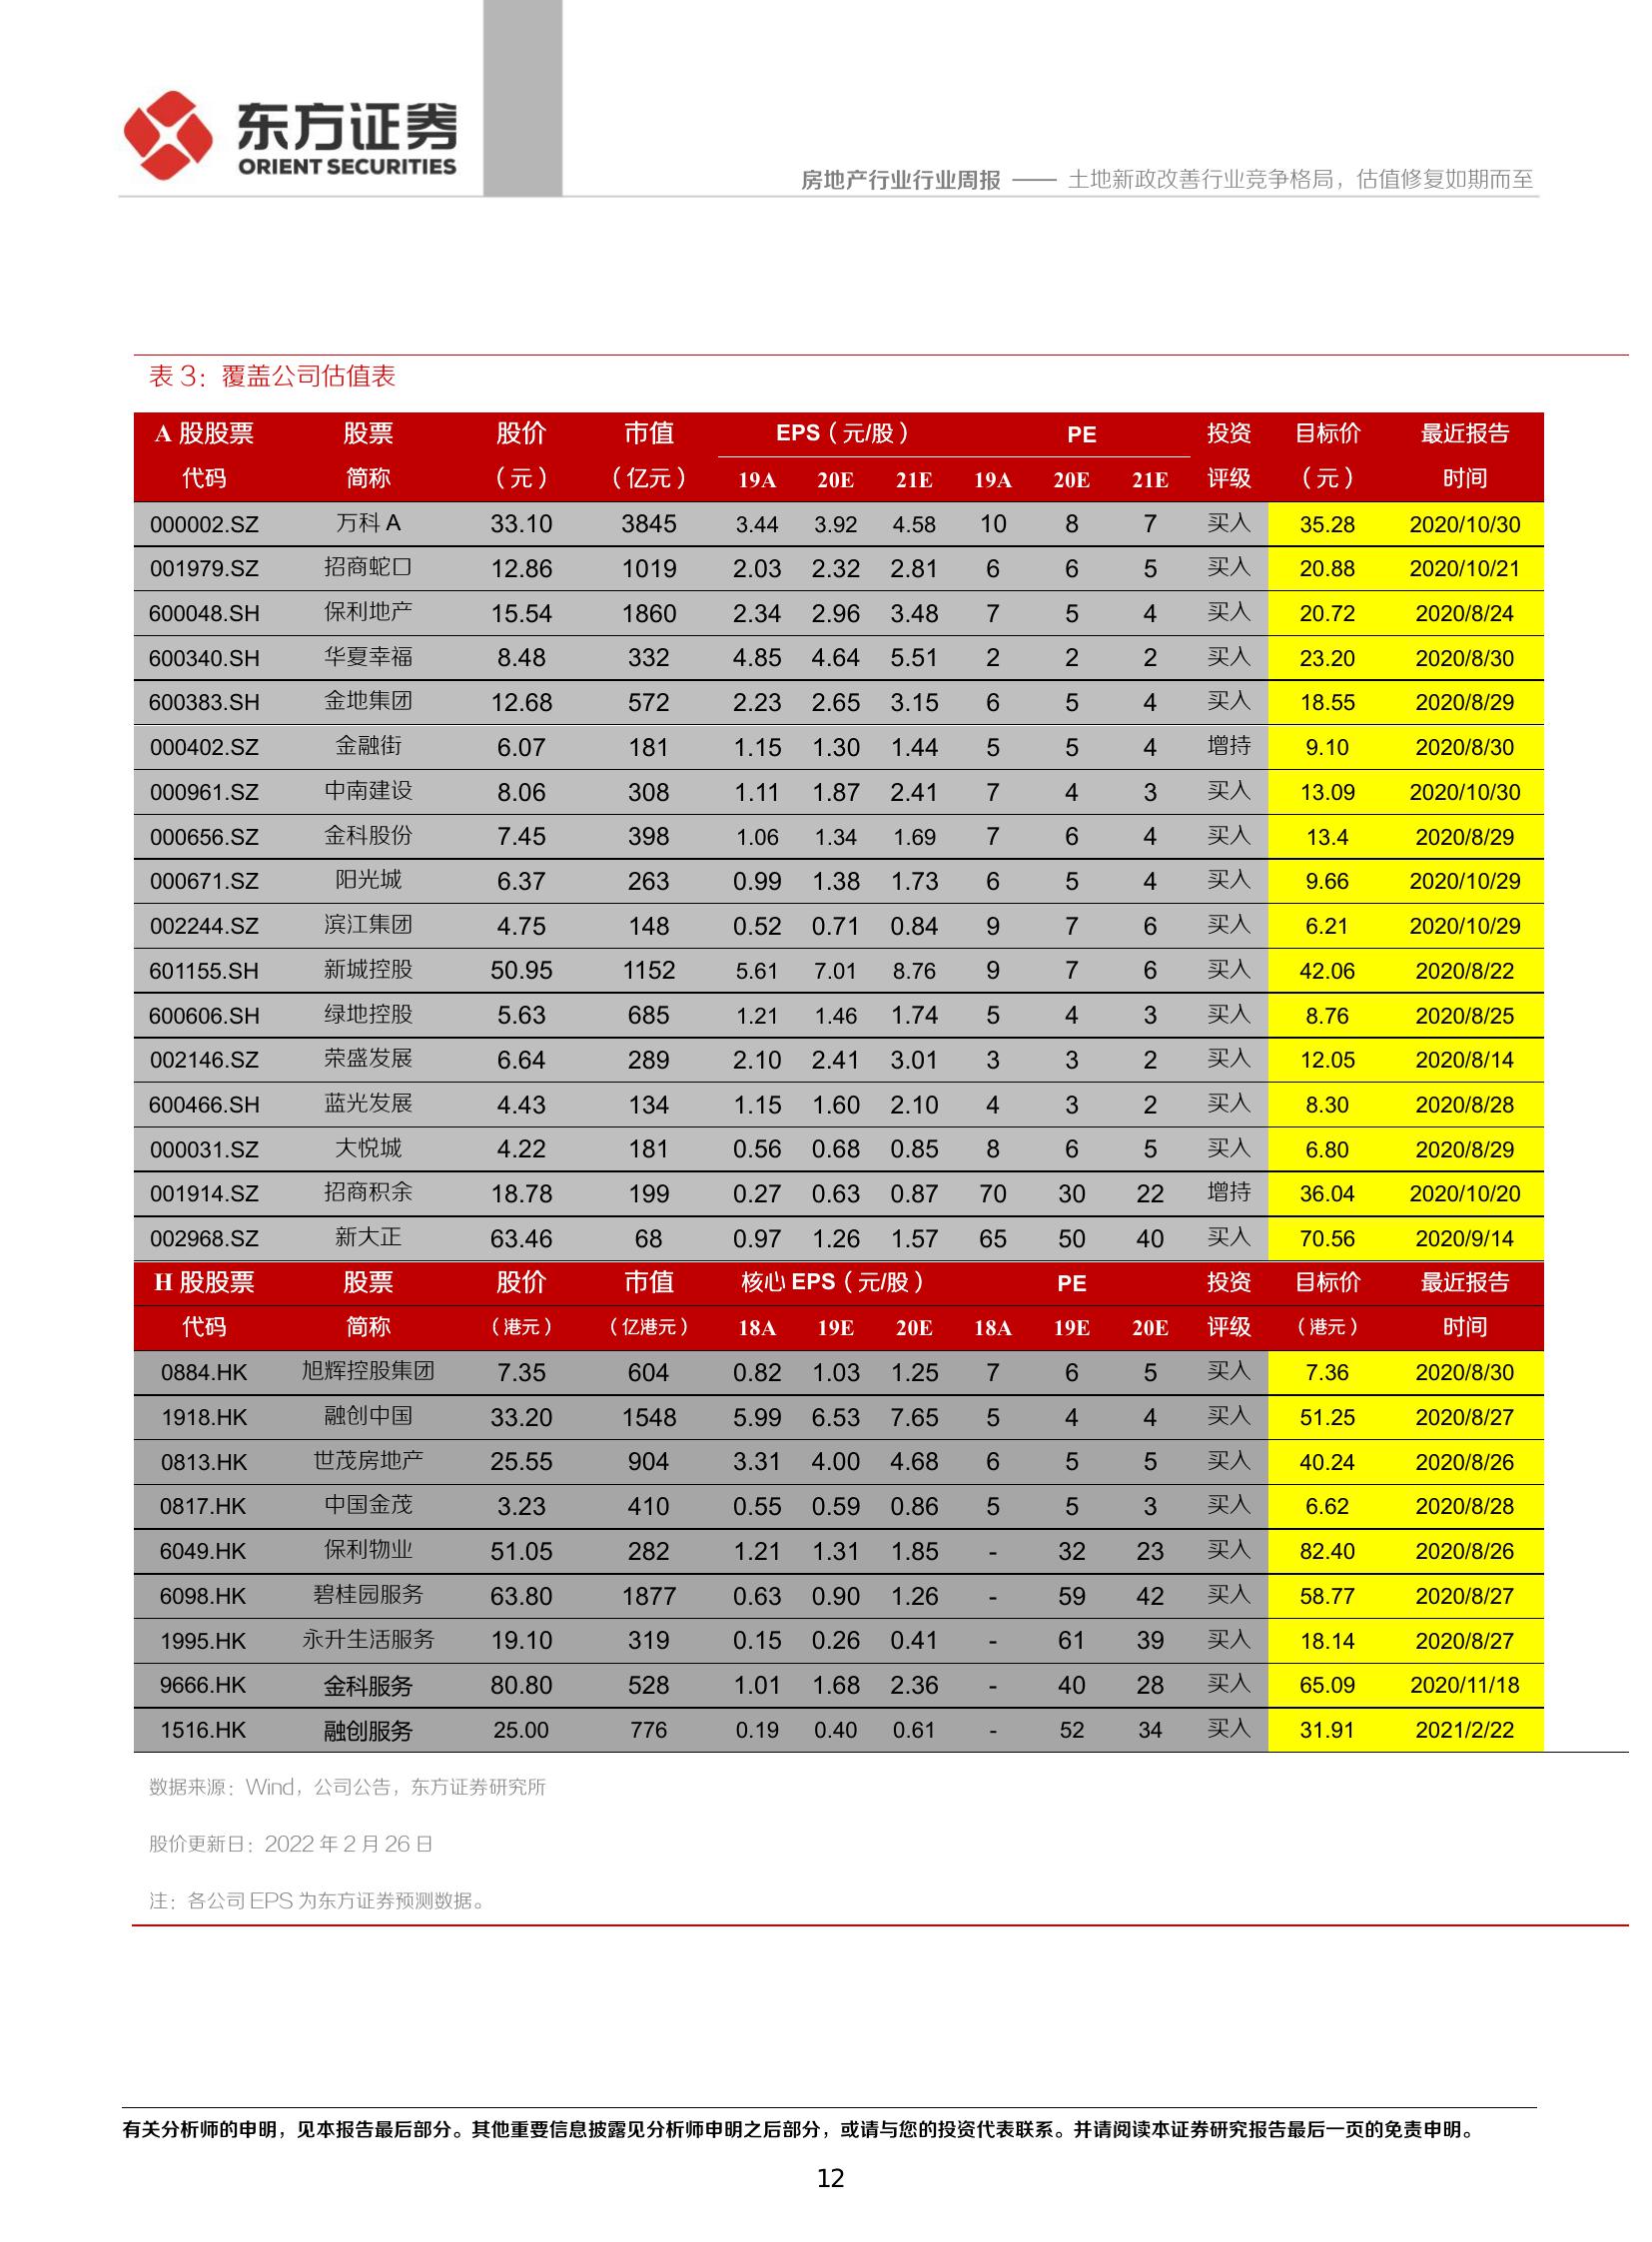 东方证券
ORIENT SECURITIES
房地产行业行业周报 —— 土地新政改善行业竞争格局，估值修复如期而至
表 3：覆盖公司估值表
A 股股票 股票 股价 市值 EPS（元/股） PE 投资 目标价 最近报告
代码 简称 （元） （亿元） 19A 20E 21E 19A 20E 21E 评级 （元） 时间
000002.SZ 万科 A 33.10 3845 3.44 3.92 4.58 10 8 7 买入 35.28 2020/10/30
001979.SZ 招商蛇口 12.86 1019 2.03 2.32 2.81 6 6 5 买入 20.88 2020/10/21
600048.SH 保利地产 15.54 1860 2.34 2.96 3.48 7 5 4 买入 20.72 2020/8/24
600340.SH 华夏幸福 8.48 332 4.85 4.64 5.51 2 2 2 买入 23.20 2020/8/30
600383.SH 金地集团 12.68 572 2.23 2.65 3.15 6 5 4 买入 18.55 2020/8/29
000402.SZ 金融街 6.07 181 1.15 1.30 1.44 5 5 4 增持 9.10 2020/8/30
000961.SZ 中南建设 8.06 308 1.11 1.87 2.41 7 4 3 买入 13.09 2020/10/30
000656.SZ 金科股份 7.45 398 1.06 1.34 1.69 7 6 4 买入 13.4 2020/8/29
000671.SZ 阳光城 6.37 263 0.99 1.38 1.73 6 5 4 买入 9.66 2020/10/29
002244.SZ 滨江集团 4.75 148 0.52 0.71 0.84 9 7 6 买入 6.21 2020/10/29
601155.SH 新城控股 50.95 1152 5.61 7.01 8.76 9 7 6 买入 42.06 2020/8/22
600606.SH 绿地控股 5.63 685 1.21 1.46 1.74 5 4 3 买入 8.76 2020/8/25
002146.SZ 荣盛发展 6.64 289 2.10 2.41 3.01 3 3 2 买入 12.05 2020/8/14
600466.SH 蓝光发展 4.43 134 1.15 1.60 2.10 4 3 2 买入 8.30 2020/8/28
000031.SZ 大悦城 4.22 181 0.56 0.68 0.85 8 6 5 买入 6.80 2020/8/29
001914.SZ 招商积余 18.78 199 0.27 0.63 0.87 70 30 22 增持 36.04 2020/10/20
002968.SZ 新大正 63.46 68 0.97 1.26 1.57 65 50 40 买入 70.56 2020/9/14
H 股股票 股票 股价 市值 核心 EPS（元/股） PE 投资 目标价 最近报告
代码 简称 （港元） （亿港元） 18A 19E 20E 18A 19E 20E 评级 （港元） 时间
0884.HK 旭辉控股集团 7.35 604 0.82 1.03 1.25 7 6 5 买入 7.36 2020/8/30
1918.HK 融创中国 33.20 1548 5.99 6.53 7.65 5 4 4 买入 51.25 2020/8/27
0813.HK 世茂房地产 25.55 904 3.31 4.00 4.68 6 5 5 买入 40.24 2020/8/26
0817.HK 中国金茂 3.23 410 0.55 0.59 0.86 5 5 3 买入 6.62 2020/8/28
6049.HK 保利物业 51.05 282 1.21 1.31 1.85 - 32 23 买入 82.40 2020/8/26
6098.HK 碧桂园服务 63.80 1877 0.63 0.90 1.26 - 59 42 买入 58.77 2020/8/27
1995.HK 永升生活服务 19.10 319 0.15 0.26 0.41 - 61 39 买入 18.14 2020/8/27
9666.HK 金科服务 80.80 528 1.01 1.68 2.36 - 40 28 买入 65.09 2020/11/18
1516.HK 融创服务 25.00 776 0.19 0.40 0.61 - 52 34 买入 31.91 2021/2/22
数据来源：Wind，公司公告，东方证券研究所
股价更新日：2022 年 2 月 26 日
注：各公司 EPS 为东方证券预测数据。
有关分析师的申明，见本报告最后部分。其他重要信息披露见分析师申明之后部分，或请与您的投资代表联系。并请阅读本证券研究报告最后一页的免责申明。
12